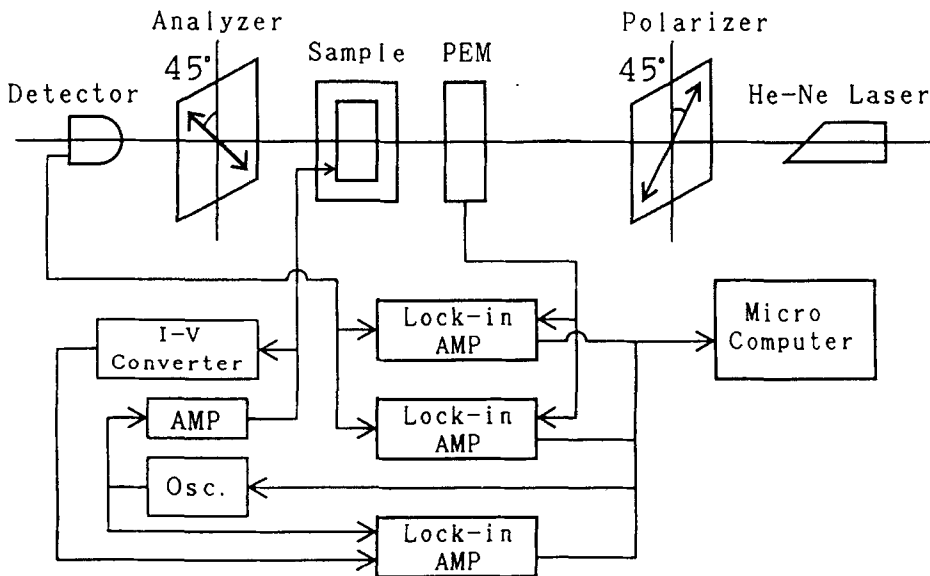 Analyzer
Polarizer
Sample
PEM
45°
45°
Detector
He-Ne Laser
Lock-in
AMP
Micro
Computer
I-V
Converter
AMP
Lock-in
AMP
Osc.
Lock-in
AMP